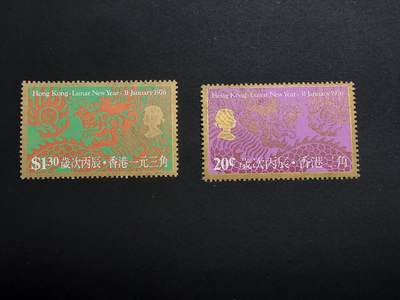 Hong Kong · Lunar New Year · 31 January 1976
$1.30 歲次丙辰·香港一元三角
Hong Kong · Lunar New Year · 31 January 1976
20c 歲次丙辰·香港二角